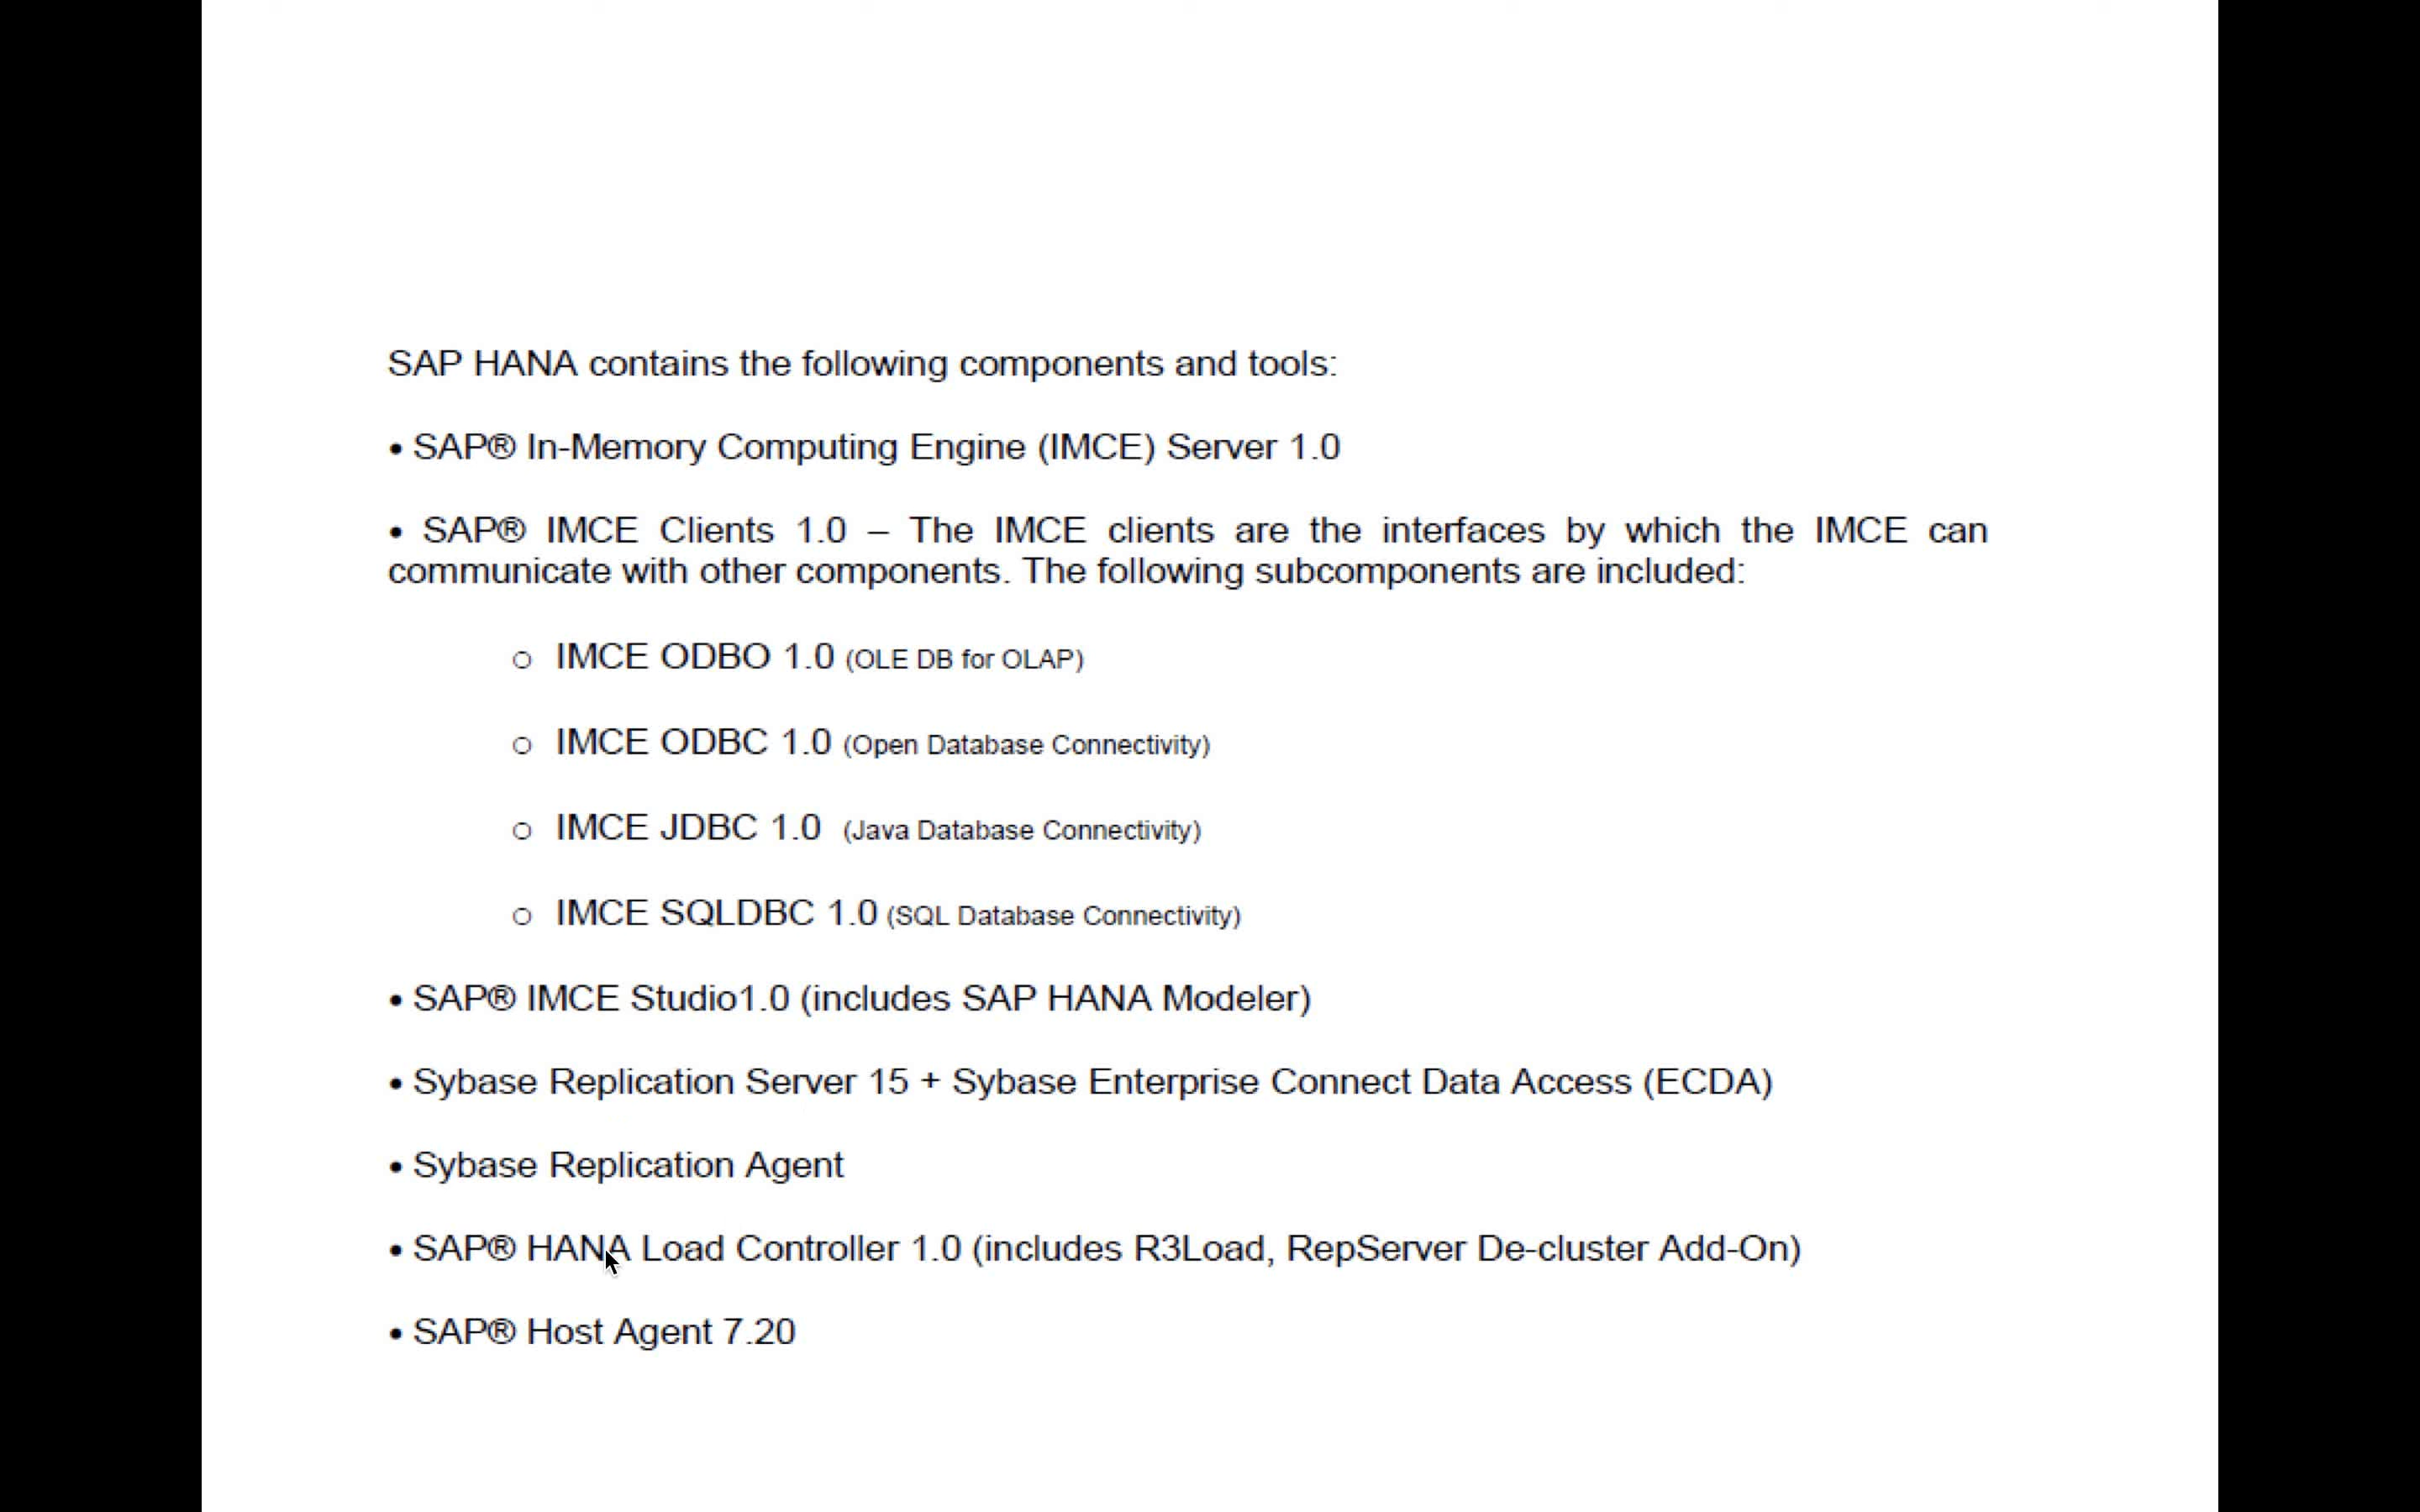 SAP HANA contains the following components and tools:
• SAP® In-Memory Computing Engine (IMCE) Server 1.0
• SAP® IMCE Clients 1.0 – The IMCE clients are the interfaces by which the IMCE can
communicate with other components. The following subcomponents are included:
○ IMCE ODBO 1.0 (OLE DB for OLAP)
○ IMCE ODBC 1.0 (Open Database Connectivity)
○ IMCE JDBC 1.0 (Java Database Connectivity)
○ IMCE SQLDBC 1.0 (SQL Database Connectivity)
• SAP® IMCE Studio1.0 (includes SAP HANA Modeler)
• Sybase Replication Server 15 + Sybase Enterprise Connect Data Access (ECDA)
• Sybase Replication Agent
• SAP® HANA Load Controller 1.0 (includes R3Load, RepServer De-cluster Add-On)
• SAP® Host Agent 7.20